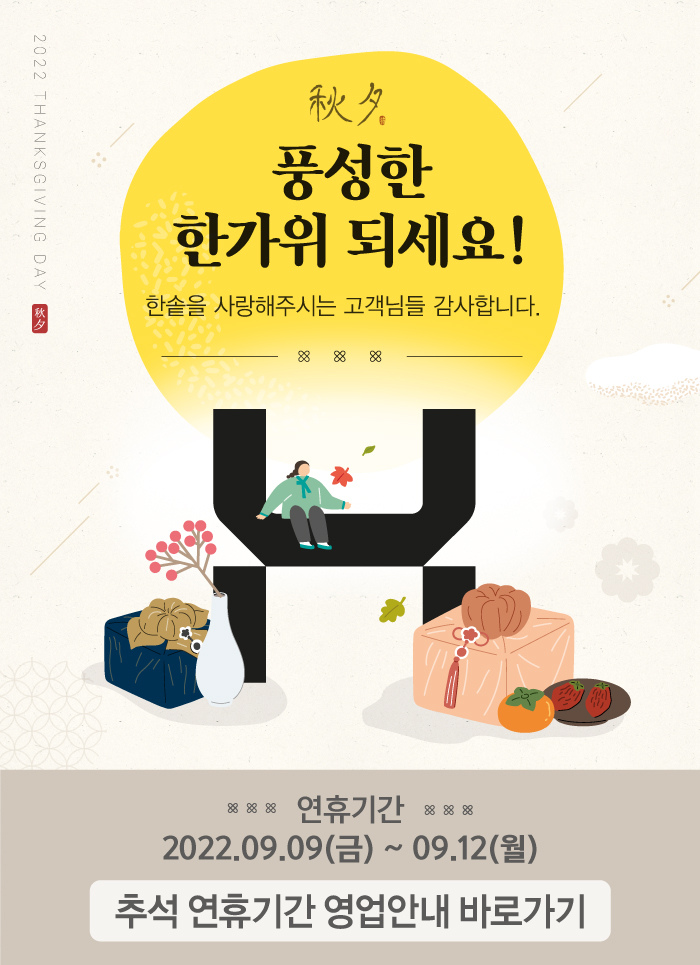 2022 THANKSGIVING DAY
秋夕
秋夕
풍성한
한가위 되세요!
한솥을 사랑해주시는 고객님들 감사합니다.
연휴기간
2022.09.09(금) ~ 09.12(월)
추석 연휴기간 영업안내 바로가기